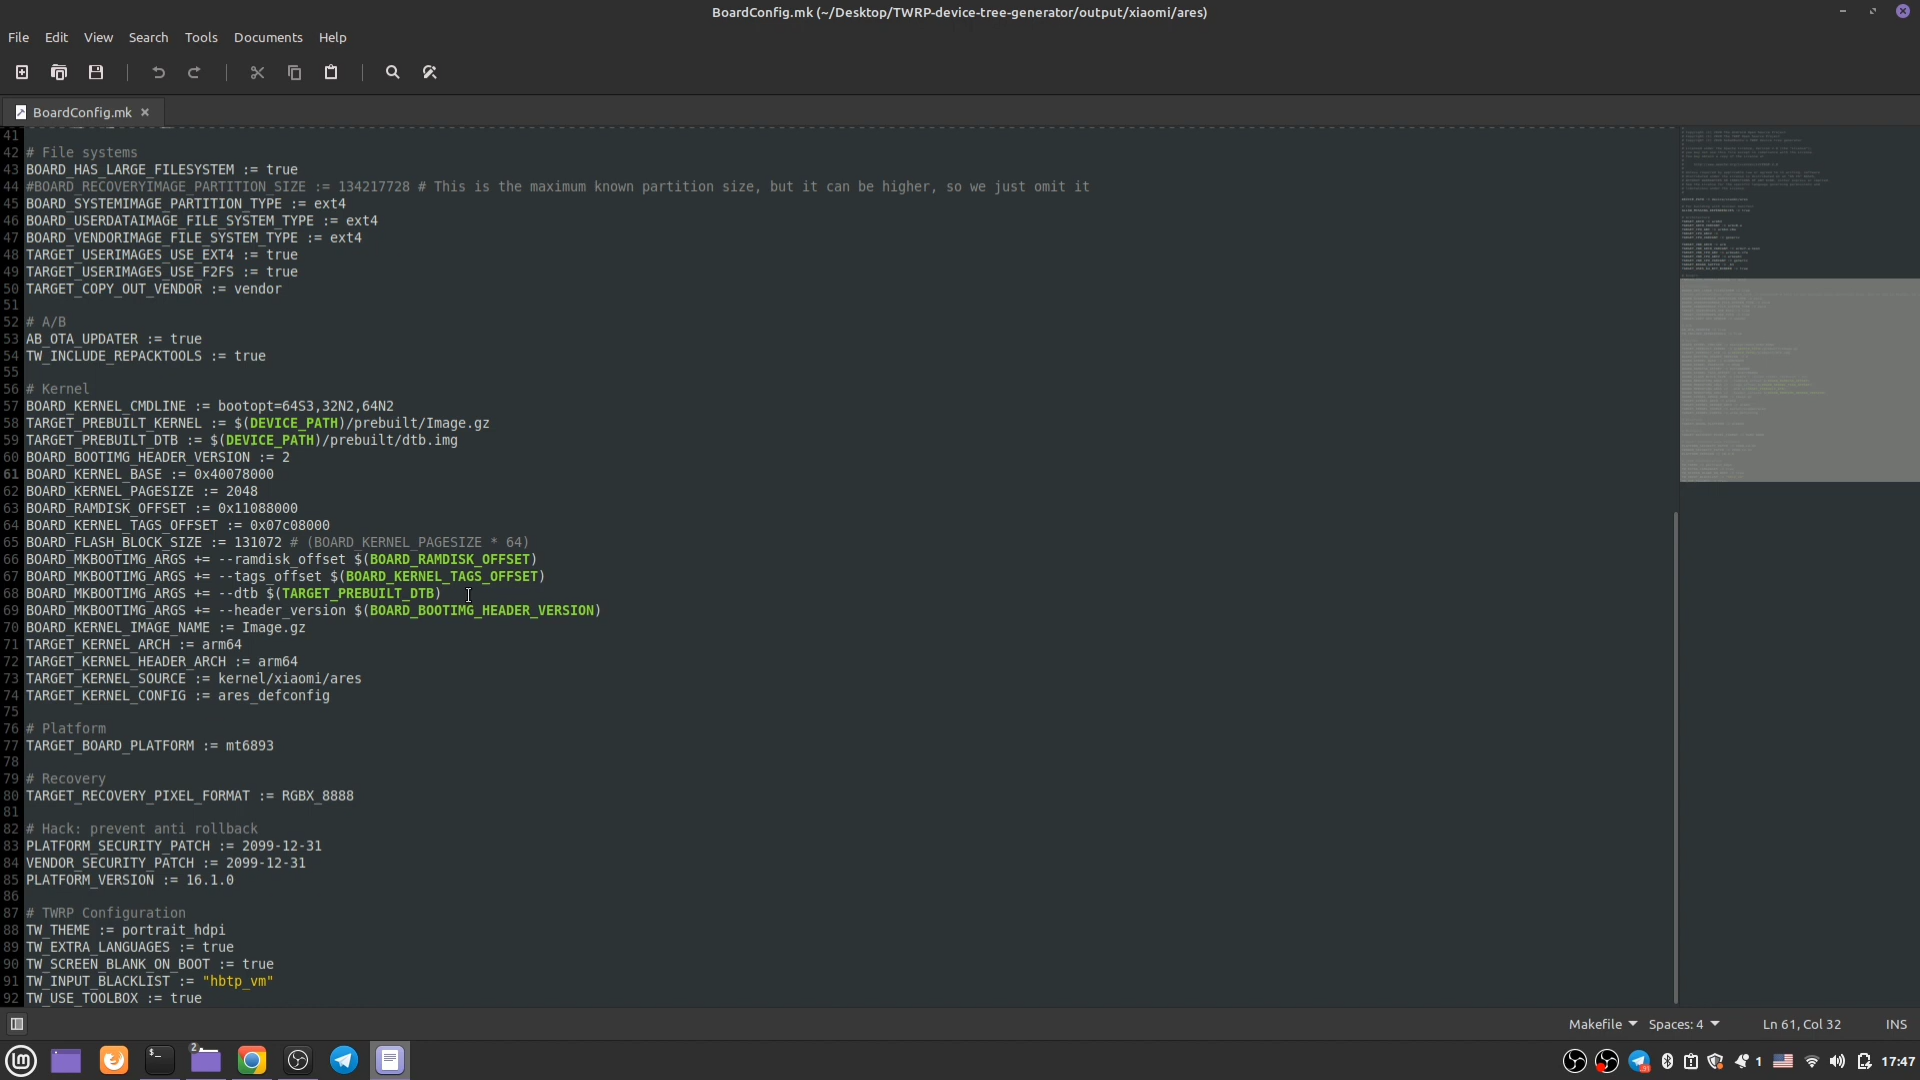 BoardConfig.mk (~/Desktop/TWRP-device-tree-generator/output/xiaomi/ares)
File Edit View Search Tools Documents Help
BoardConfig.mk
41
42 # File systems
43 BOARD_HAS_LARGE_FILESYSTEM := true
44 #BOARD_RECOVERYIMAGE_PARTITION_SIZE := 134217728 # This is the maximum known partition size, but it can be higher, so we just omit it
45 BOARD_SYSTEMIMAGE_PARTITION_TYPE := ext4
46 BOARD_USERDATAIMAGE_FILE_SYSTEM_TYPE := ext4
47 BOARD_VENDORIMAGE_FILE_SYSTEM_TYPE := ext4
48 TARGET_USERIMAGES_USE_EXT4 := true
49 TARGET_USERIMAGES_USE_F2FS := true
50 TARGET_COPY_OUT_VENDOR := vendor
51
52 # A/B
53 AB_OTA_UPDATER := true
54 TW_INCLUDE_REPACKTOOLS := true
55
56 # Kernel
57 BOARD_KERNEL_CMDLINE := bootopt=64S3,32N2,64N2
58 TARGET_PREBUILT_KERNEL := $(DEVICE_PATH)/prebuilt/Image.gz
59 TARGET_PREBUILT_DTB := $(DEVICE_PATH)/prebuilt/dtb.img
60 BOARD_BOOTIMG_HEADER_VERSION := 2
61 BOARD_KERNEL_BASE := 0x40078000
62 BOARD_KERNEL_PAGESIZE := 2048
63 BOARD_RAMDISK_OFFSET := 0x11088000
64 BOARD_KERNEL_TAGS_OFFSET := 0x07c08000
65 BOARD_FLASH_BLOCK_SIZE := 131072 # (BOARD_KERNEL_PAGESIZE * 64)
66 BOARD_MKBOOTIMG_ARGS += --ramdisk_offset $(BOARD_RAMDISK_OFFSET)
67 BOARD_MKBOOTIMG_ARGS += --tags_offset $(BOARD_KERNEL_TAGS_OFFSET)
68 BOARD_MKBOOTIMG_ARGS += --dtb $(TARGET_PREBUILT_DTB)
69 BOARD_MKBOOTIMG_ARGS += --header_version $(BOARD_BOOTIMG_HEADER_VERSION)
70 BOARD_KERNEL_IMAGE_NAME := Image.gz
71 TARGET_KERNEL_ARCH := arm64
72 TARGET_KERNEL_HEADER_ARCH := arm64
73 TARGET_KERNEL_SOURCE := kernel/xiaomi/ares
74 TARGET_KERNEL_CONFIG := ares_defconfig
75
76 # Platform
77 TARGET_BOARD_PLATFORM := mt6893
78
79 # Recovery
80 TARGET_RECOVERY_PIXEL_FORMAT := RGBX_8888
81
82 # Hack: prevent anti rollback
83 PLATFORM_SECURITY_PATCH := 2099-12-31
84 VENDOR_SECURITY_PATCH := 2099-12-31
85 PLATFORM_VERSION := 16.1.0
86
87 # TWRP Configuration
88 TW_THEME := portrait_hdpi
89 TW_EXTRA_LANGUAGES := true
90 TW_SCREEN_BLANK_ON_BOOT := true
91 TW_INPUT_BLACKLIST := "hbtp_vm"
92 TW_USE_TOOLBOX := true
Makefile Spaces: 4 Ln 61, Col 32 INS
2 1 17:47